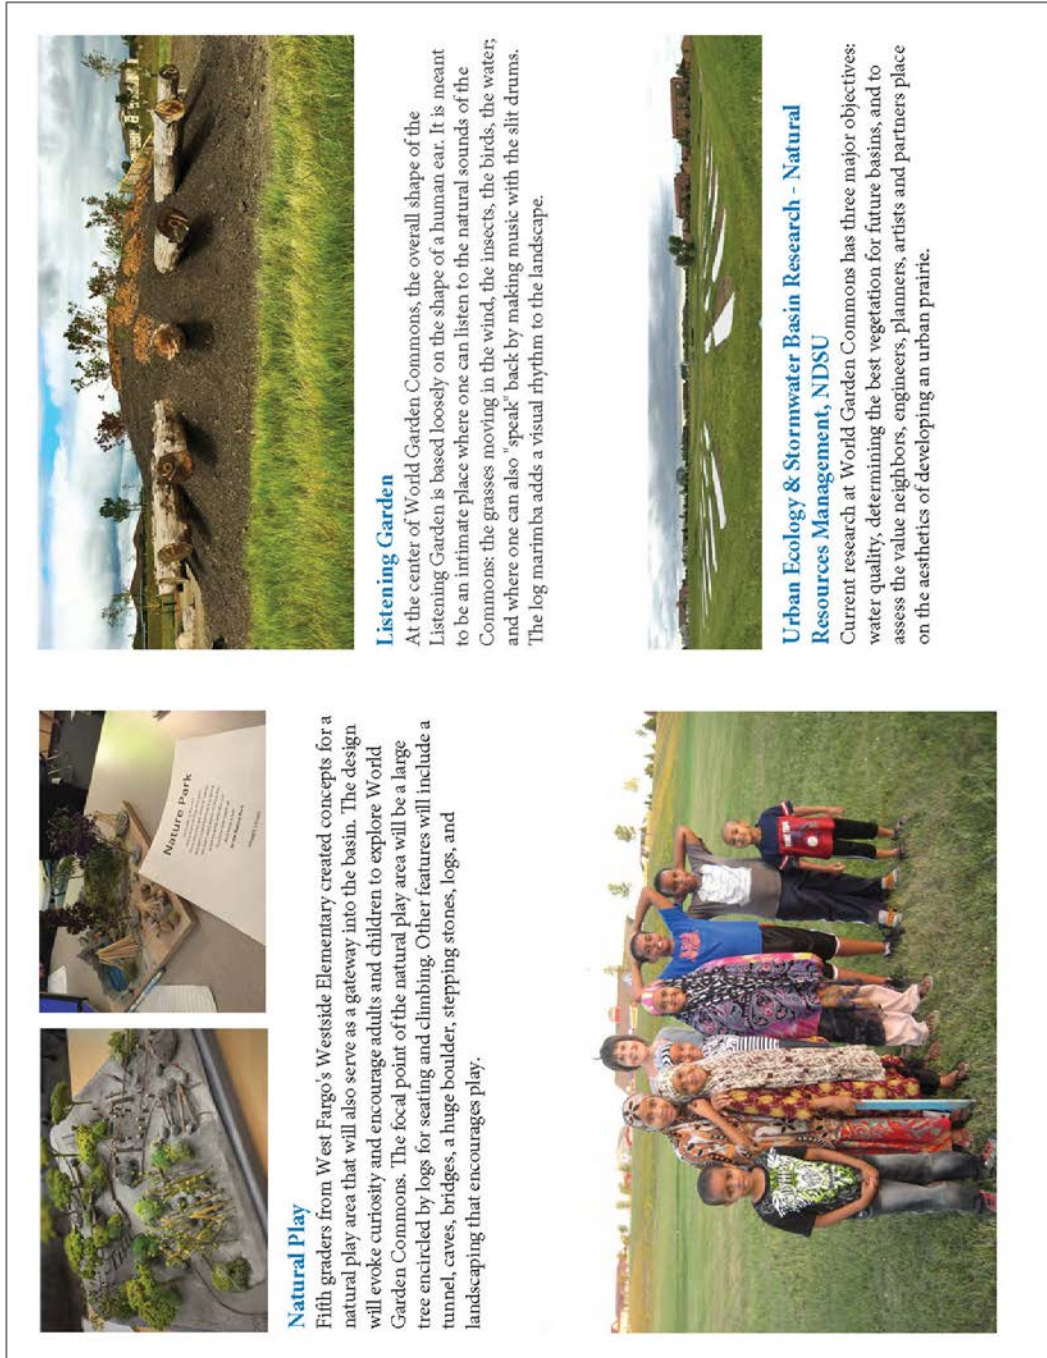 Nature Park
Natural Play
Fifth graders from West Fargo's Westside Elementary created concepts for a
natural play area that will also serve as a gateway into the basin. The design
will evoke curiosity and encourage adults and children to explore World
Garden Commons. The focal point of the natural play area will be a large
tree encircled by logs for seating and climbing. Other features will include a
tunnel, caves, bridges, a huge boulder, stepping stones, logs, and
landscaping that encourages play.
Listening Garden
At the center of World Garden Commons, the overall shape of the
Listening Garden is based loosely on the shape of a human ear. It is meant
to be an intimate place where one can listen to the natural sounds of the
Commons: the grasses moving in the wind, the insects, the birds, the water;
and where one can also "speak" back by making music with the slit drums.
The log marimba adds a visual rhythm to the landscape.
Urban Ecology & Stormwater Basin Research - Natural
Resources Management, NDSU
Current research at World Garden Commons has three major objectives:
water quality, determining the best vegetation for future basins, and to
assess the value neighbors, engineers, planners, artists and partners place
on the aesthetics of developing an urban prairie.